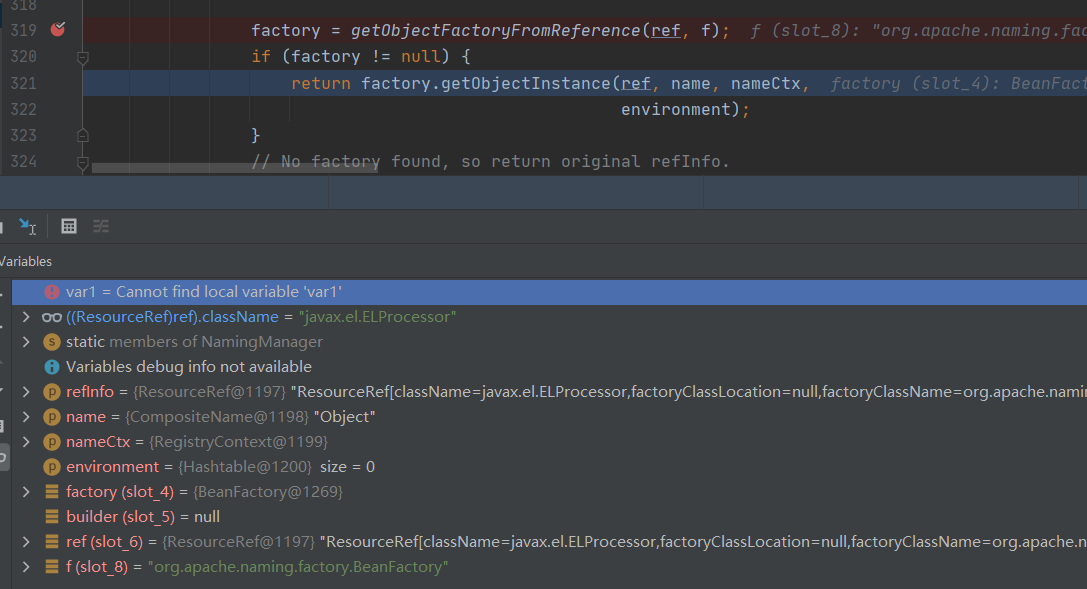 318
319 factory = getObjectFactoryFromReference(ref, f); f (slot_8): "org.apache.naming.fac
320 if (factory != null) {
321 return factory.getObjectInstance(ref, name, nameCtx, factory (slot_4): BeanFact
322 environment);
323 }
324 // No factory found, so return original refInfo.
Variables
var1 = Cannot find local variable 'var1'
((ResourceRef)ref).className = "javax.el.ELProcessor"
static members of NamingManager
Variables debug info not available
refInfo = {ResourceRef@1197} "ResourceRef[className=javax.el.ELProcessor,factoryClassLocation=null,factoryClassName=org.apache.namin
name = {CompositeName@1198} "Object"
nameCtx = {RegistryContext@1199}
environment = {Hashtable@1200} size = 0
factory (slot_4) = {BeanFactory@1269}
builder (slot_5) = null
ref (slot_6) = {ResourceRef@1197} "ResourceRef[className=javax.el.ELProcessor,factoryClassLocation=null,factoryClassName=org.apache.n
f (slot_8) = "org.apache.naming.factory.BeanFactory"